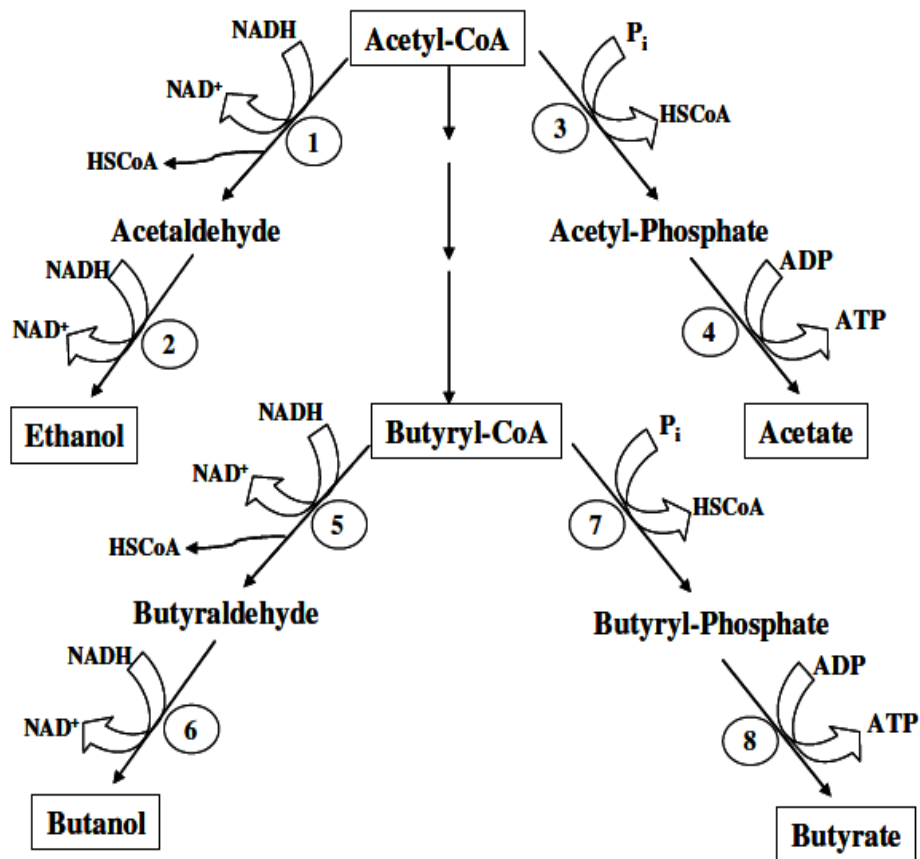 NADH
Acetyl-CoA
Pi
NAD+
HSCoA
1
3
HSCoA
Acetaldehyde
Acetyl-Phosphate
NADH
ADP
NAD+
2
4
ATP
Ethanol
NADH
Butyryl-CoA
Pi
Acetate
NAD+
5
7
HSCoA
HSCoA
Butyraldehyde
Butyryl-Phosphate
NADH
ADP
NAD+
6
8
ATP
Butanol
Butyrate